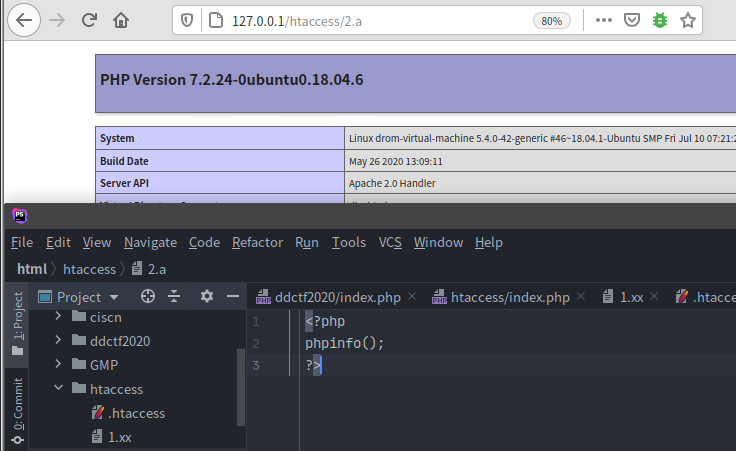 127.0.0.1/htaccess/2.a
80%
PHP Version 7.2.24-0ubuntu0.18.04.6
System Linux drom-virtual-machine 5.4.0-42-generic #46~18.04.1-Ubuntu SMP Fri Jul 10 07:21:2
Build Date May 26 2020 13:09:11
Server API Apache 2.0 Handler
PS
File Edit View Navigate Code Refactor Run Tools VCS Window Help
html htaccess 2.a
1: Project
Project
ddctf2020/index.php htaccess/index.php 1.xx .htacce
ciscn
ddctf2020
GMP
htaccess
.htaccess
1.xx
0: Commit
1 <?php
2 phpinfo();
3 ?>